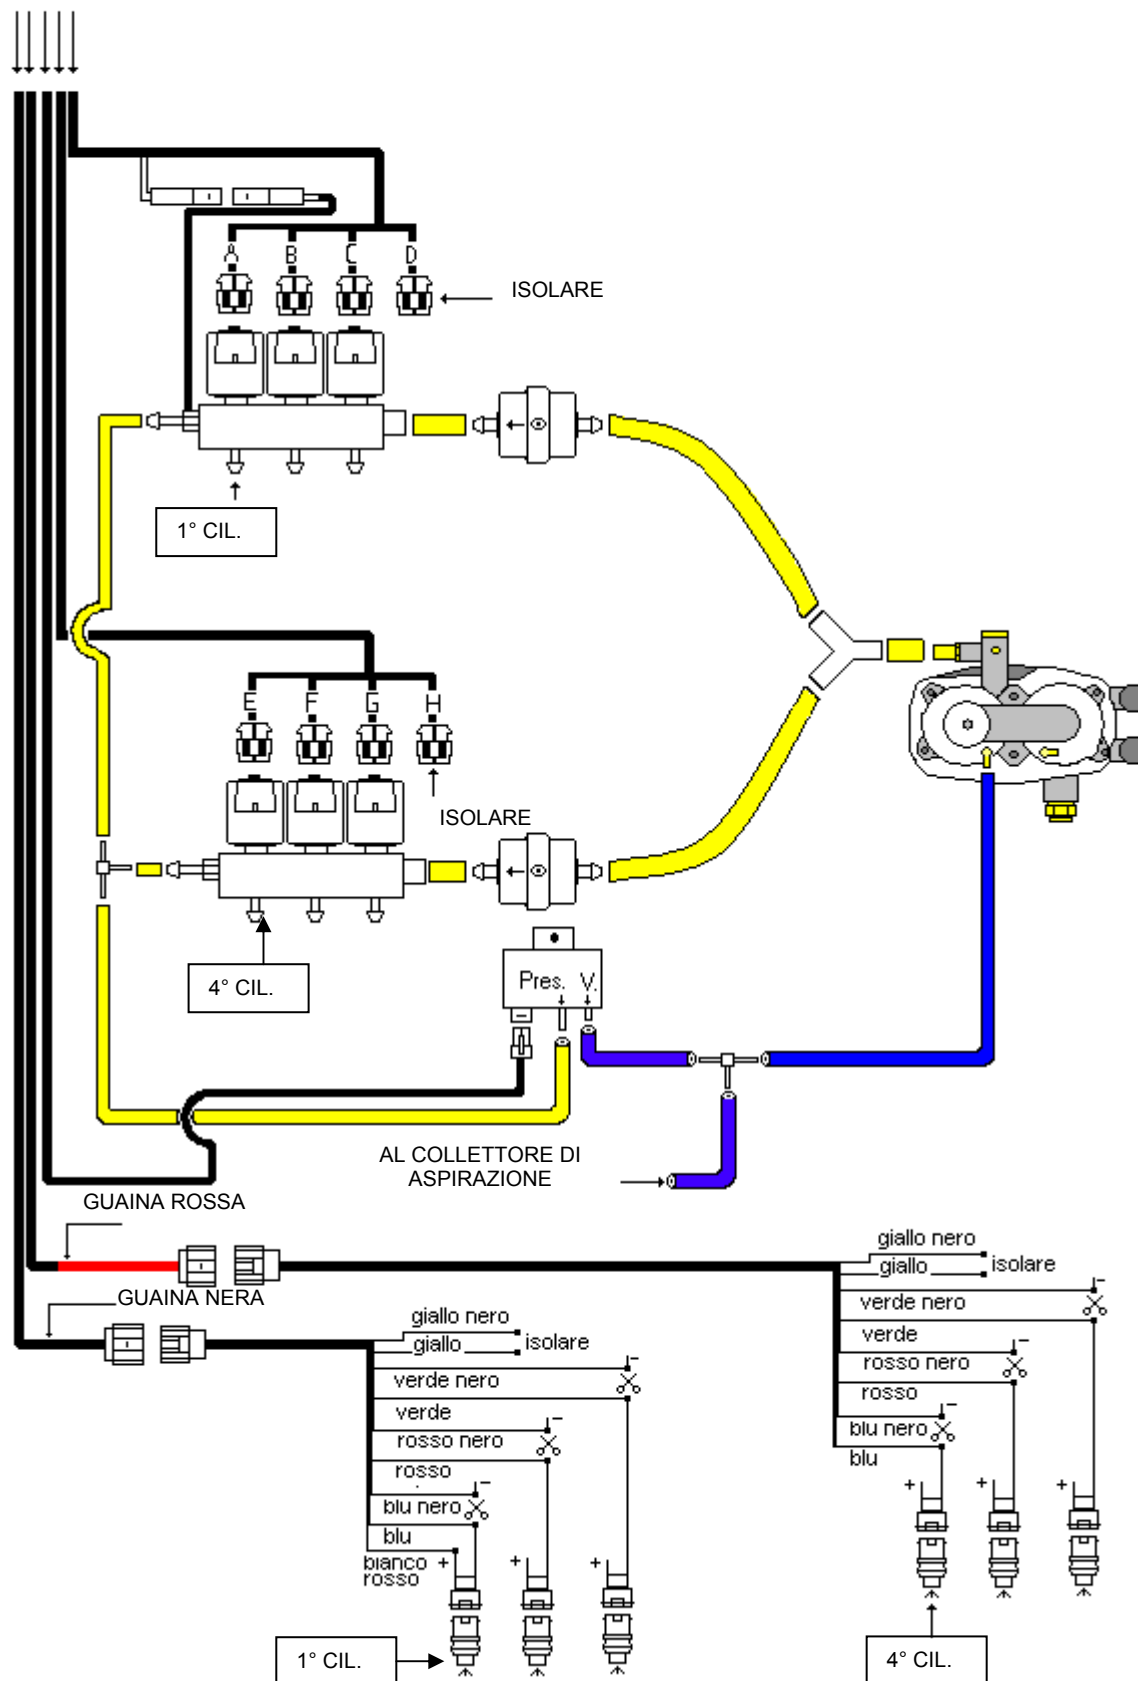 A B C D
ISOLARE
1° CIL.
E F G H
ISOLARE
4° CIL.
Pres. V.
AL COLLETTORE DI
ASPIRAZIONE
GUAINA ROSSA
GUAINA NERA
giallo nero
giallo
isolare
verde nero
verde
rosso nero
rosso
blu nero
blu
bianco
rosso
+
+
+
1° CIL.
giallo nero
giallo
isolare
verde nero
verde
rosso nero
rosso
blu nero
blu
+
+
+
4° CIL.